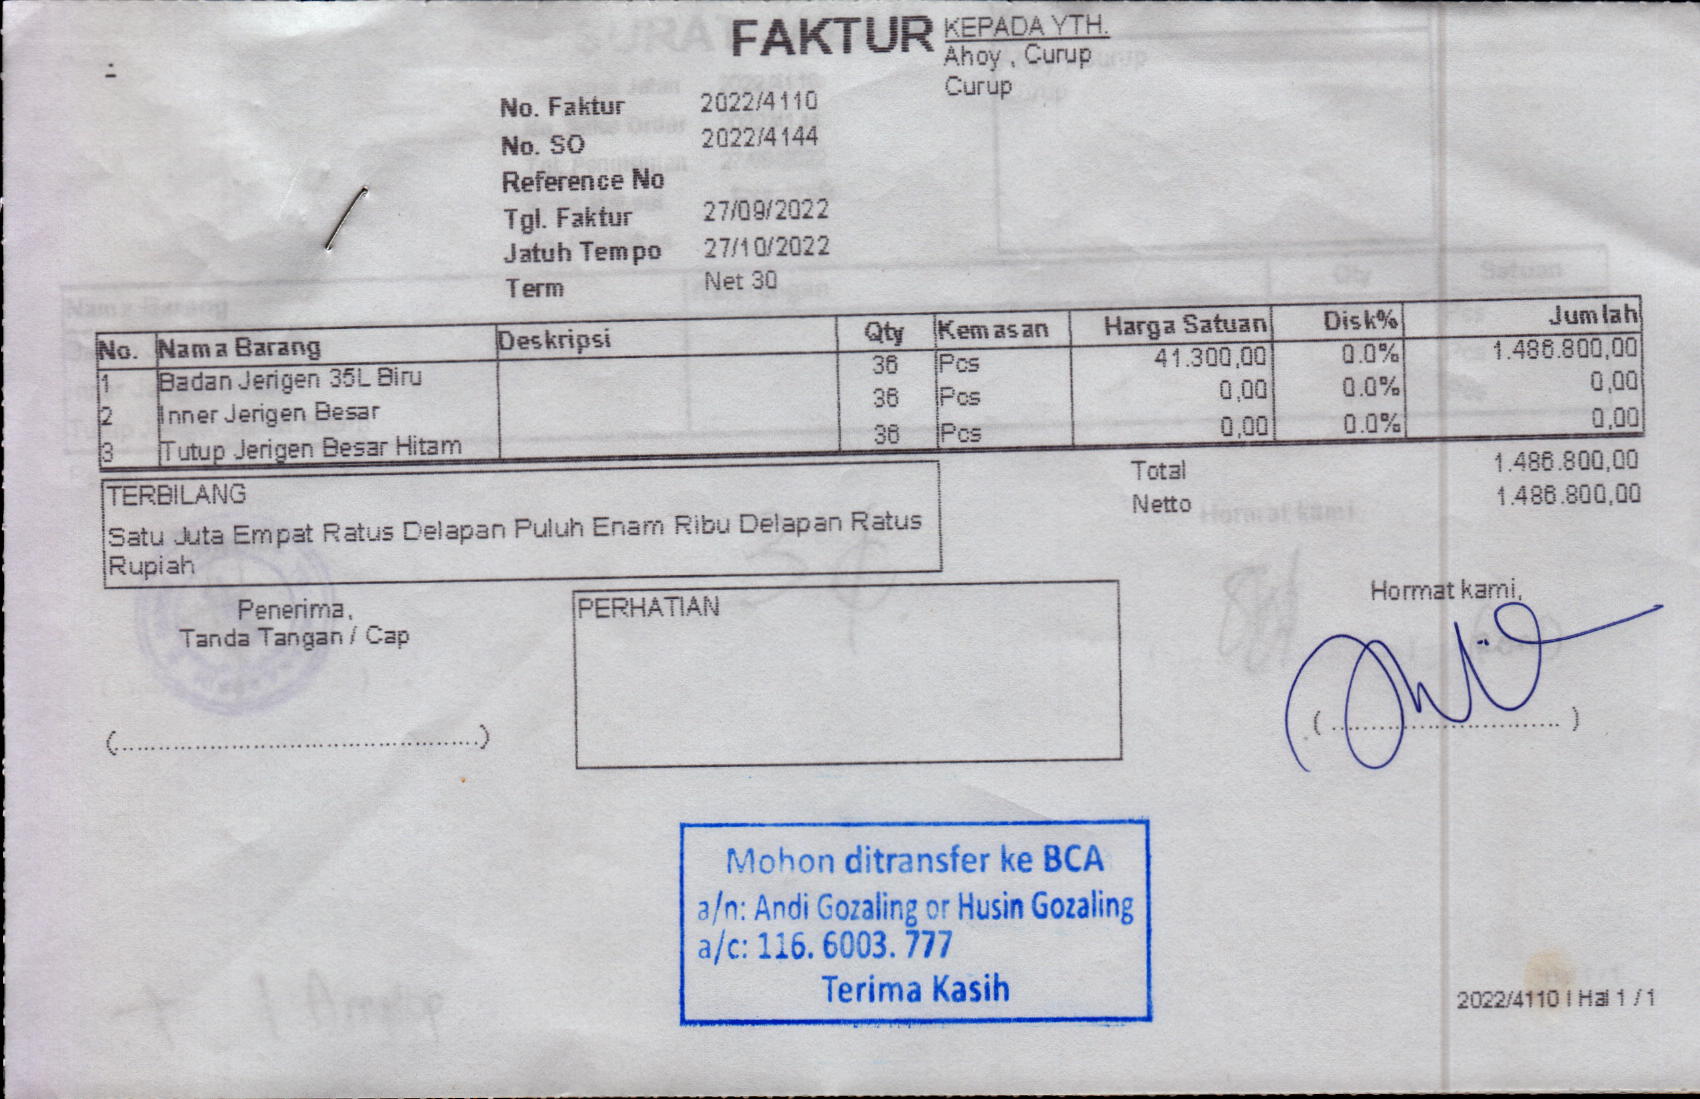 FAKTUR
KEPADA YTH.
Ahoy , Curup
Curup
No. Faktur 2022/4110
No. SO 2022/4144
Reference No
Tgl. Faktur 27/09/2022
Jatuh Tempo 27/10/2022
Term Net 30
No. Nama Barang Deskripsi Qty Kemasan Harga Satuan Disk% Jumlah
1 Badan Jerigen 35L Biru 36 Pcs 41.300,00 0.0% 1.486.800,00
2 Inner Jerigen Besar 36 Pcs 0,00 0.0% 0,00
3 Tutup Jerigen Besar Hitam 36 Pcs 0,00 0.0% 0,00
Total 1.486.800,00
Netto 1.486.800,00
TERBILANG
Satu Juta Empat Ratus Delapan Puluh Enam Ribu Delapan Ratus
Rupiah
Penerima,
Tanda Tangan / Cap
(................................................)
PERHATIAN
Hormat kami,
( ................................ )
Mohon ditransfer ke BCA
a/n: Andi Gozaling or Husin Gozaling
a/c: 116. 6003. 777
Terima Kasih
2022/4110 | Hal 1 / 1